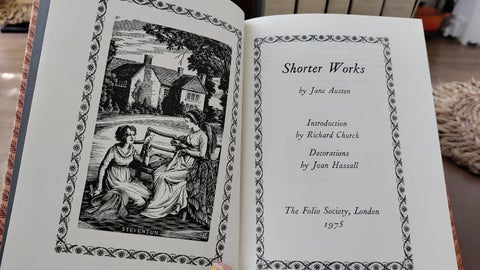 STEVENTON
Shorter Works
by Jane Austen
Introduction
by Richard Church
Decorations
by Joan Hassall
The Folio Society, London
1975